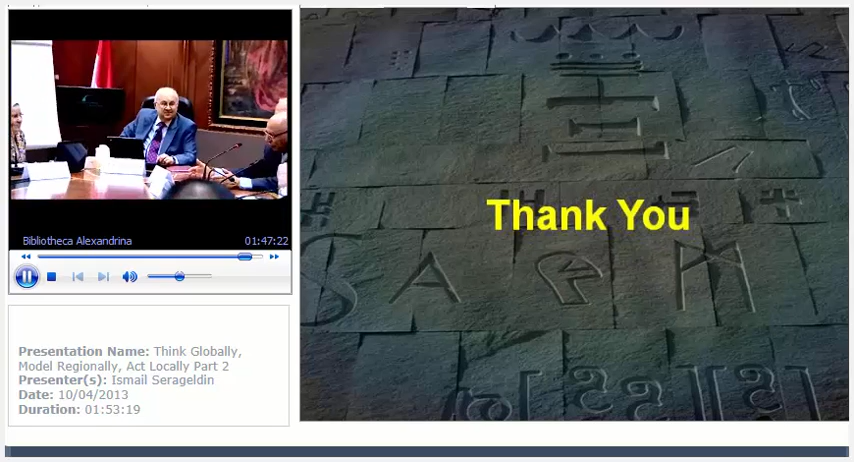 Bibliotheca Alexandrina 01:47:22
Presentation Name: Think Globally,
Model Regionally, Act Locally Part 2
Presenter(s): Ismail Serageldin
Date: 10/04/2013
Duration: 01:53:19
Thank You